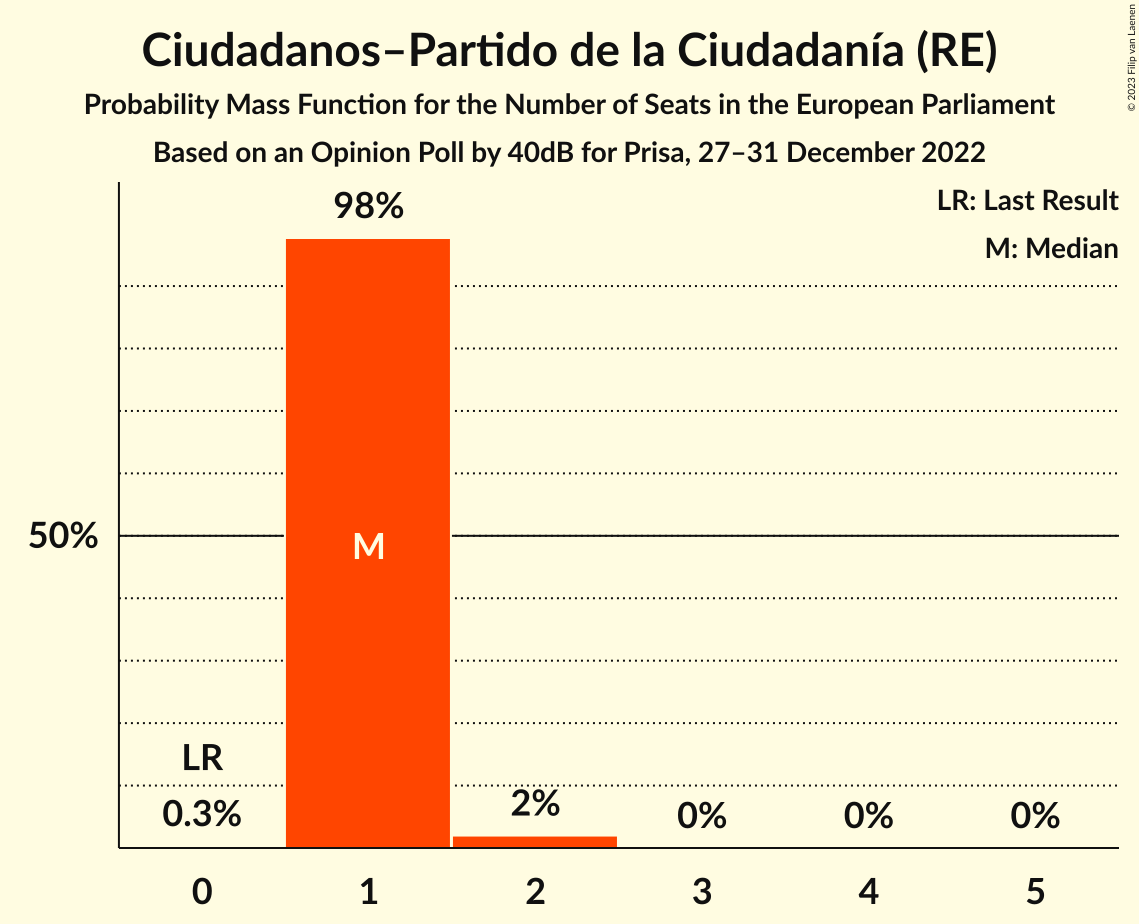 Ciudadanos–Partido de la Ciudadanía (RE)
Probability Mass Function for the Number of Seats in the European Parliament
Based on an Opinion Poll by 40dB for Prisa, 27–31 December 2022
© 2023 Filip van Laenen
LR: Last Result
M: Median
98%
50%
M
LR
0.3%
2%
0%
0%
0%
0
1
2
3
4
5